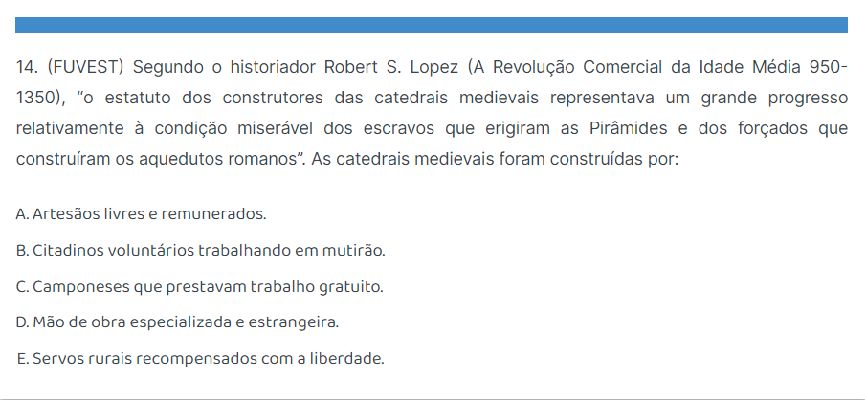 14. (FUVEST) Segundo o historiador Robert S. Lopez (A Revolução Comercial da Idade Média 950-
1350), "o estatuto dos construtores das catedrais medievais representava um grande progresso
relativamente à condição miserável dos escravos que erigiram as Pirâmides e dos forçados que
construíram os aquedutos romanos". As catedrais medievais foram construídas por:
A. Artesãos livres e remunerados.
B. Citadinos voluntários trabalhando em mutirão.
C. Camponeses que prestavam trabalho gratuito.
D. Mão de obra especializada e estrangeira.
E. Servos rurais recompensados com a liberdade.